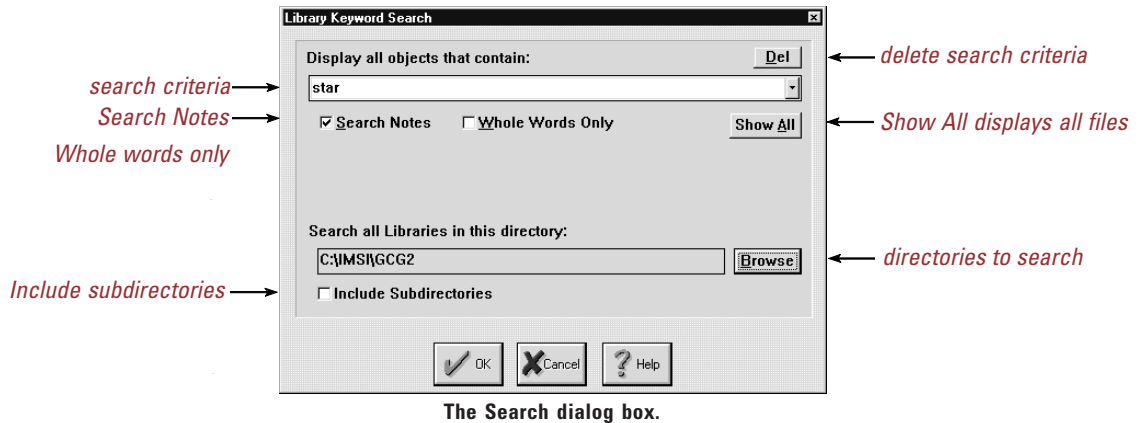 Library Keyword Search
Display all objects that contain:
Del
delete search criteria
search criteria
star
Search Notes
Search Notes
Whole Words Only
Show All
Show All displays all files
Whole words only
Search all Libraries in this directory:
C:\IMSI\GCG2
Browse
directories to search
Include subdirectories
Include Subdirectories
OK
Cancel
? Help
The Search dialog box.